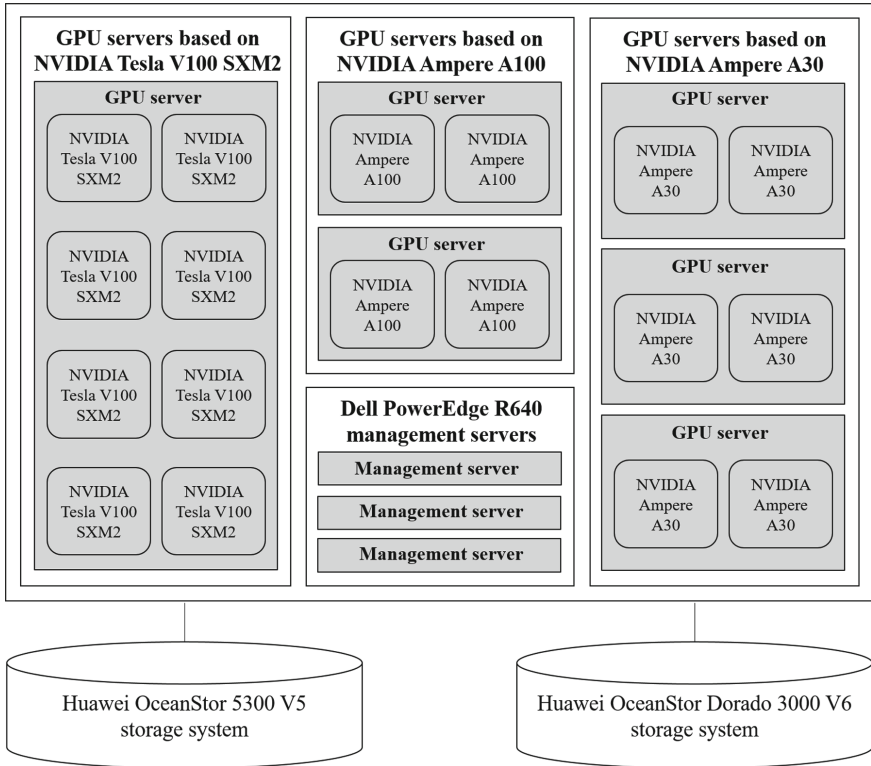 GPU servers based on
NVIDIA Tesla V100 SXM2
GPU server
NVIDIA
Tesla V100
SXM2
NVIDIA
Tesla V100
SXM2
NVIDIA
Tesla V100
SXM2
NVIDIA
Tesla V100
SXM2
NVIDIA
Tesla V100
SXM2
NVIDIA
Tesla V100
SXM2
NVIDIA
Tesla V100
SXM2
NVIDIA
Tesla V100
SXM2
GPU servers based on
NVIDIA Ampere A100
GPU server
NVIDIA
Ampere
A100
NVIDIA
Ampere
A100
GPU server
NVIDIA
Ampere
A100
NVIDIA
Ampere
A100
Dell PowerEdge R640
management servers
Management server
Management server
Management server
GPU servers based on
NVIDIA Ampere A30
GPU server
NVIDIA
Ampere
A30
NVIDIA
Ampere
A30
GPU server
NVIDIA
Ampere
A30
NVIDIA
Ampere
A30
GPU server
NVIDIA
Ampere
A30
NVIDIA
Ampere
A30
Huawei OceanStor 5300 V5
storage system
Huawei OceanStor Dorado 3000 V6
storage system